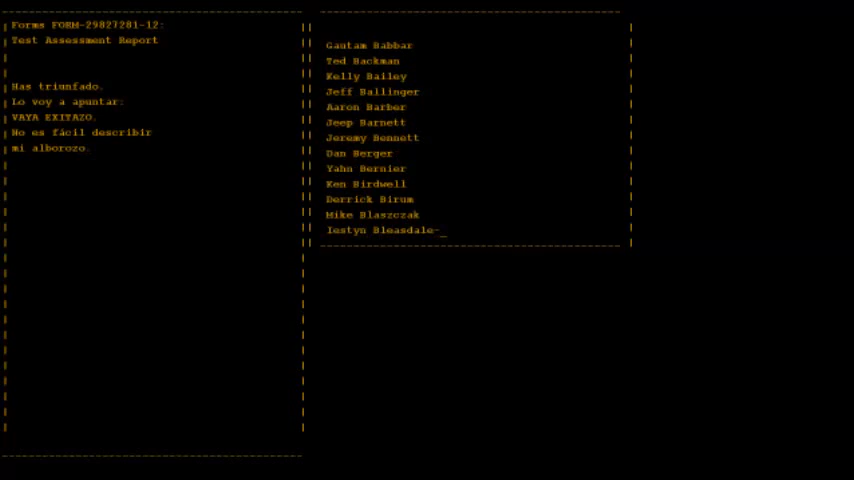 Forms FORM-29827281-12:
Test Assessment Report
Has triunfado.
Lo voy a apuntar:
VAYA EXITAZO.
No es fácil describir
mi alborozo.
Gautam Babbar
Ted Backman
Kelly Bailey
Jeff Ballinger
Aaron Barber
Jeep Barnett
Jeremy Bennett
Dan Berger
Yahn Bernier
Ken Birdwell
Derrick Birum
Mike Blaszczak
Iestyn Bleasdale-_